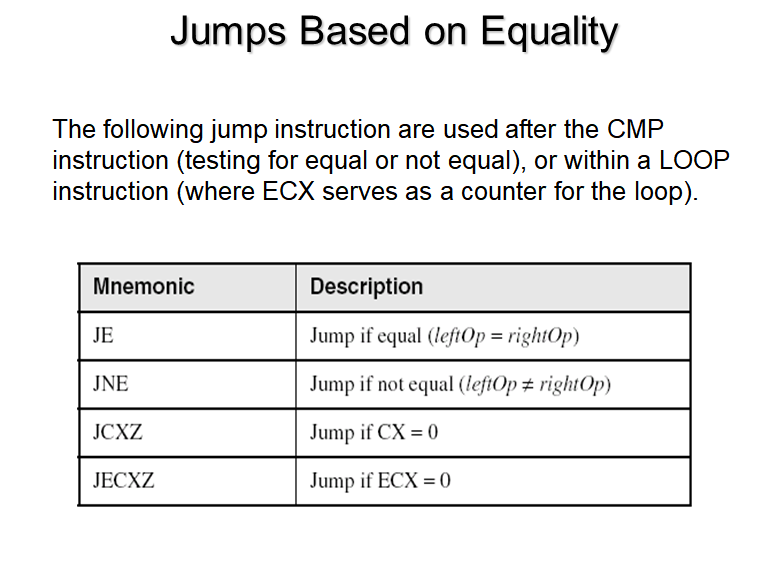 Jumps Based on Equality
The following jump instruction are used after the CMP
instruction (testing for equal or not equal), or within a LOOP
instruction (where ECX serves as a counter for the loop).
Mnemonic Description
JE Jump if equal (leftOp = rightOp)
JNE Jump if not equal (leftOp ≠ rightOp)
JCXZ Jump if CX = 0
JECXZ Jump if ECX = 0